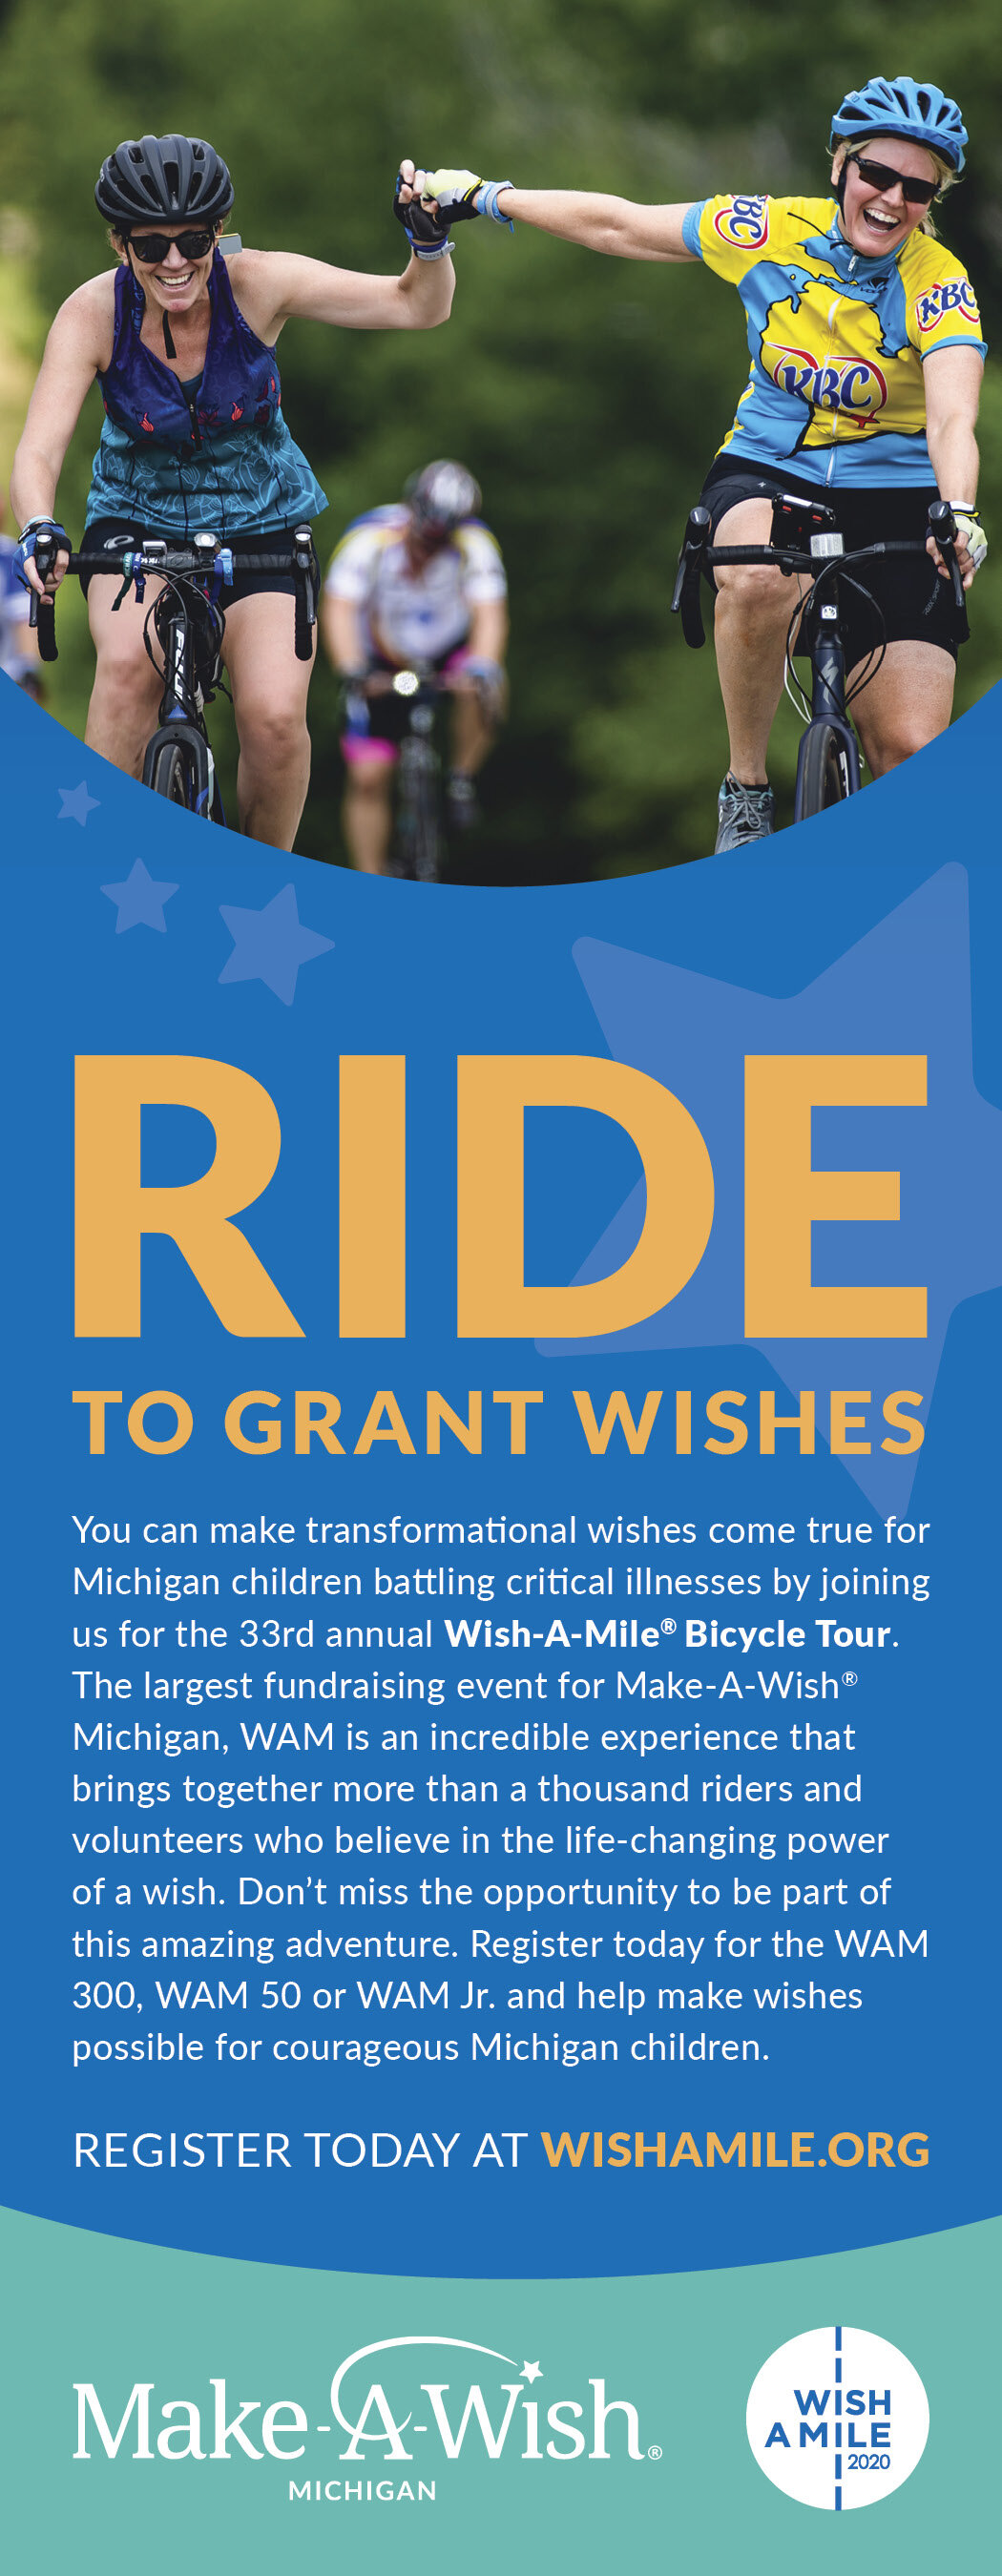 KBC
KBC
KBC
RIDE
TO GRANT WISHES
You can make transformational wishes come true for
Michigan children battling critical illnesses by joining
us for the 33rd annual Wish-A-Mile® Bicycle Tour.
The largest fundraising event for Make-A-Wish®
Michigan, WAM is an incredible experience that
brings together more than a thousand riders and
volunteers who believe in the life-changing power
of a wish. Don’t miss the opportunity to be part of
this amazing adventure. Register today for the WAM
300, WAM 50 or WAM Jr. and help make wishes
possible for courageous Michigan children.
REGISTER TODAY AT WISHAMILE.ORG
Make-A-Wish®
MICHIGAN
WISH
A MILE
2020